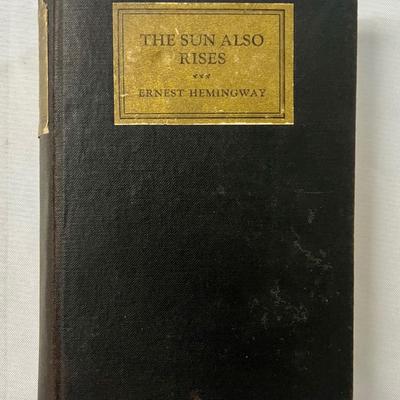 THE SUN ALSO
RISES
***
ERNEST HEMINGWAY